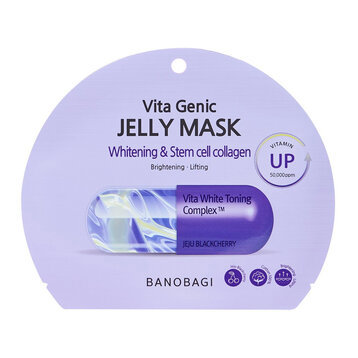 Vita Genic
JELLY MASK
Whitening & Stem cell collagen
Brightening · Lifting
VITAMIN
UP
50,000ppm
Vita White Toning
Complex™
JEJU BLACKCHERRY
BANOBAGI